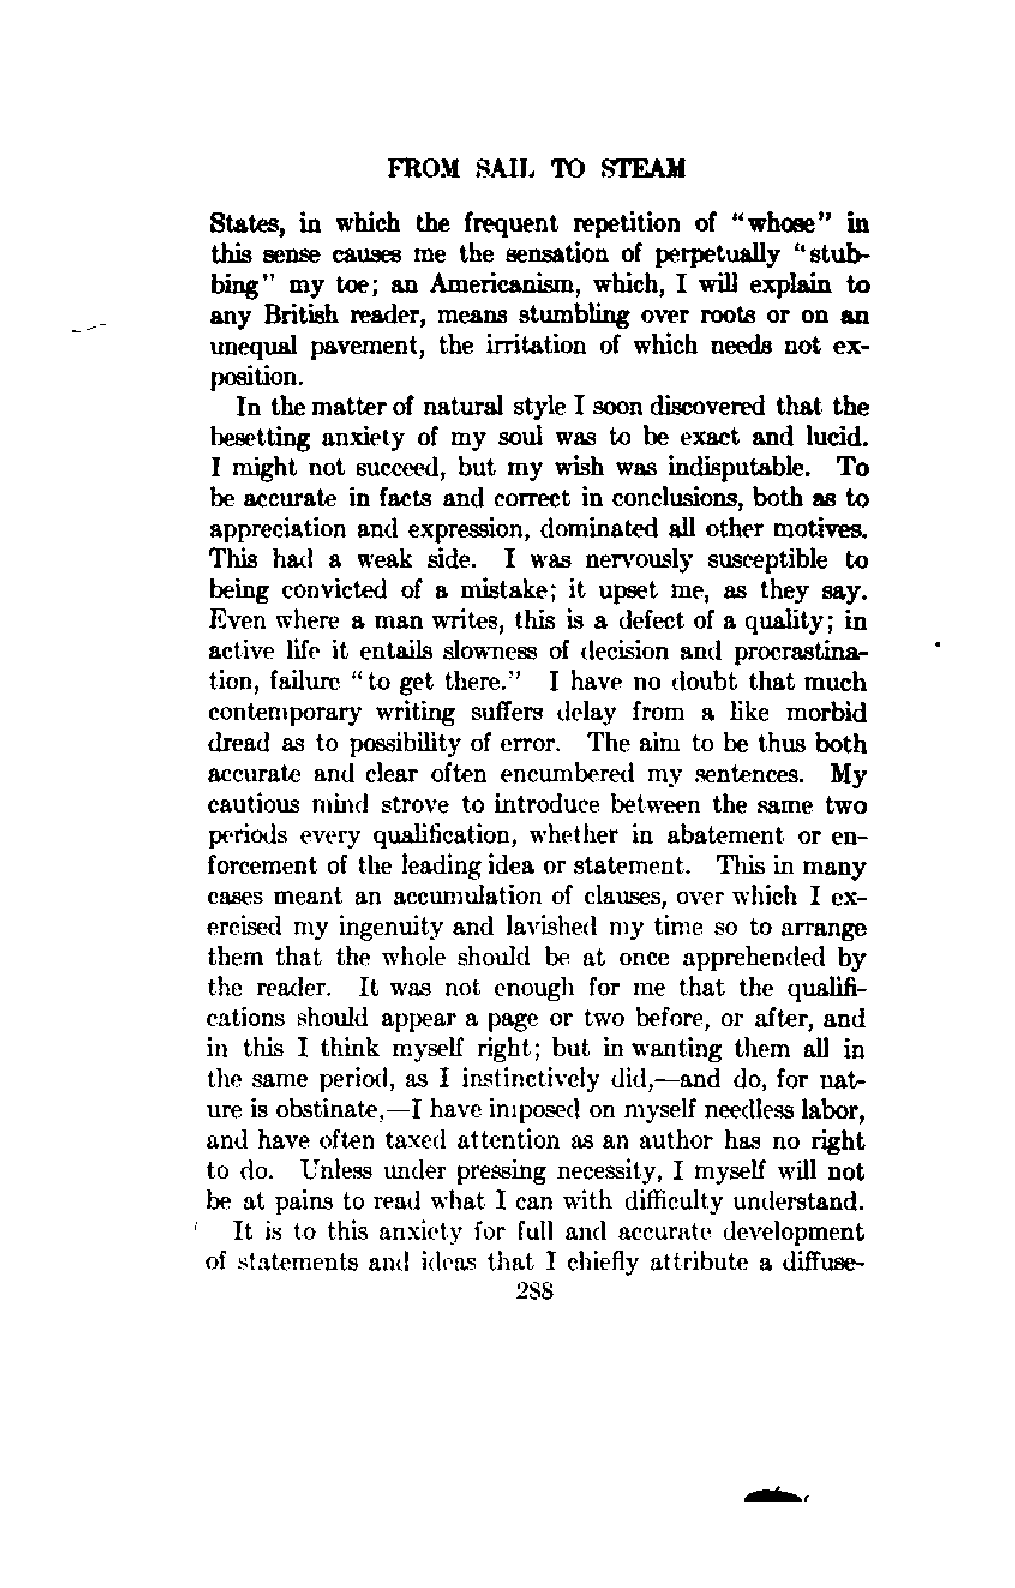 FROM SAIL TO STEAM
States, in which the frequent repetition of "whose" in
this sense causes me the sensation of perpetually "stub-
bing" my toe; an Americanism, which, I will explain to
any British reader, means stumbling over roots or on an
unequal pavement, the irritation of which needs not ex-
position.
In the matter of natural style I soon discovered that the
besetting anxiety of my soul was to be exact and lucid.
I might not succeed, but my wish was indisputable. To
be accurate in facts and correct in conclusions, both as to
appreciation and expression, dominated all other motives.
This had a weak side. I was nervously susceptible to
being convicted of a mistake; it upset me, as they say.
Even where a man writes, this is a defect of a quality; in
active life it entails slowness of decision and procrastina-
tion, failure "to get there." I have no doubt that much
contemporary writing suffers delay from a like morbid
dread as to possibility of error. The aim to be thus both
accurate and clear often encumbered my sentences. My
cautious mind strove to introduce between the same two
periods every qualification, whether in abatement or en-
forcement of the leading idea or statement. This in many
cases meant an accumulation of clauses, over which I ex-
ercised my ingenuity and lavished my time so to arrange
them that the whole should be at once apprehended by
the reader. It was not enough for me that the qualifi-
cations should appear a page or two before, or after, and
in this I think myself right; but in wanting them all in
the same period, as I instinctively did,—and do, for nat-
ure is obstinate,—I have imposed on myself needless labor,
and have often taxed attention as an author has no right
to do. Unless under pressing necessity, I myself will not
be at pains to read what I can with difficulty understand.
It is to this anxiety for full and accurate development
of statements and ideas that I chiefly attribute a diffuse-
288